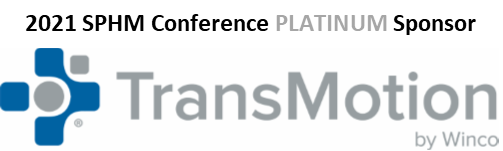 2021 SPHM Conference PLATINUM Sponsor
TransMotion
®
by Winco